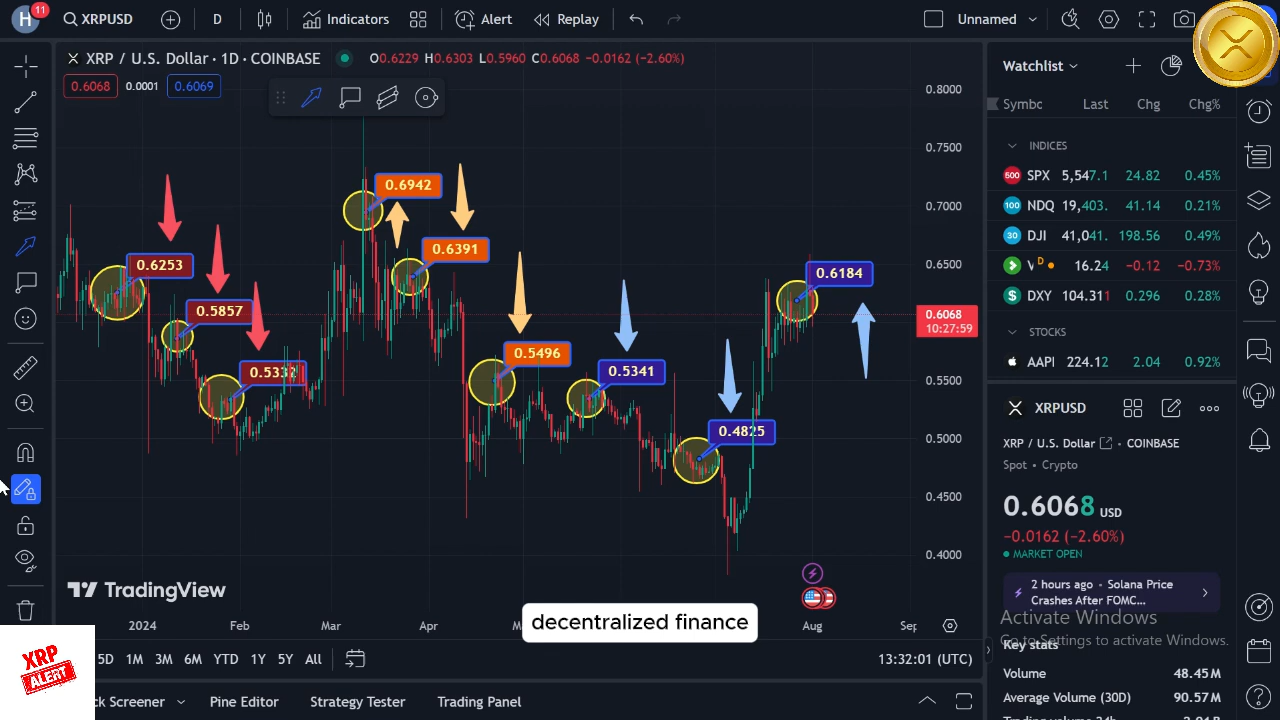 H
11
XRPUSD
D
Indicators
Alert
Replay
Unnamed
XRP / U.S. Dollar · 1D · COINBASE
O0.6229 H0.6303 L0.5960 C0.6068 −0.0162 (−2.60%)
0.6068 0.0001 0.6069
0.8000
0.7500
0.7000
0.6500
0.6068
10:27:59
0.5500
0.5000
0.4500
0.4000
0.6253
0.5857
0.5332
0.6942
0.6391
0.5496
0.5341
0.4825
0.6184
TradingView
2024 Feb Mar Apr Aug Sep
decentralized finance
5D 1M 3M 6M YTD 1Y 5Y All
13:32:01 (UTC)
XRP
ALERT
ck Screener Pine Editor Strategy Tester Trading Panel
Watchlist
Symbc Last Chg Chg%
INDICES
500 SPX 5,547.1 24.82 0.45%
100 NDQ 19,403. 41.14 0.21%
30 DJI 41,041. 198.56 0.49%
V D 16.24 −0.12 −0.73%
$ DXY 104.311 0.296 0.28%
STOCKS
AAPL 224.12 2.04 0.92%
XRPUSD
XRP / U.S. Dollar · COINBASE
Spot · Crypto
0.6068 USD
−0.0162 (−2.60%)
MARKET OPEN
2 hours ago · Solana Price
Crashes After FOMC...
Activate Windows
Go to Settings to activate Windows.
Key stats
Volume 48.45M
Average Volume (30D) 90.57M